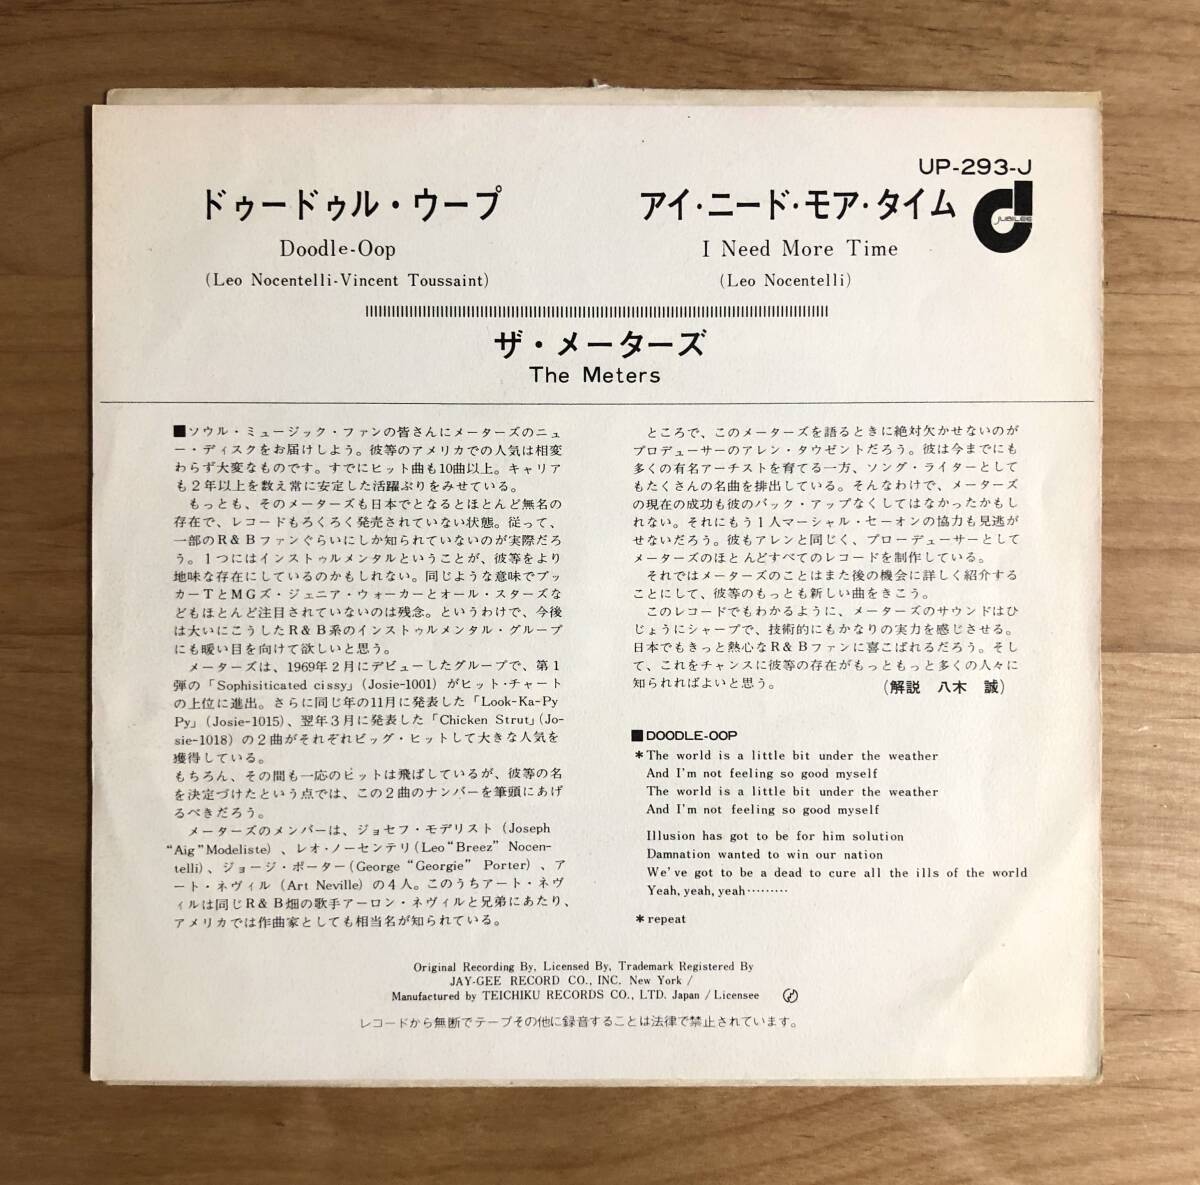 UP-293-J
JUBILEE
ドゥードゥル・ウープ
Doodle-Oop
(Leo Nocentelli-Vincent Toussaint)
アイ・ニード・モア・タイム
I Need More Time
(Leo Nocentelli)
ザ・メーターズ
The Meters
■ソウル・ミュージック・ファンの皆さんにメーターズのニュ
ー・ディスクをお届けしよう。彼等のアメリカでの人気は相変
わらず大変なものです。すでにヒット曲も10曲以上。キャリア
も2年以上を数え常に安定した活躍ぶりをみせている。
もっとも、そのメーターズも日本でとなるとほとんど無名の
存在で、レコードもろくろく発売されていない状態。従って、
一部のR&Bファンぐらいにしか知られていないのが実際だろ
う。1つにはインストゥルメンタルということが、彼等をより
地味な存在にしているのかもしれない。同じような意味でブッ
カーTとMGズ・ジェニア・ウォーカーとオール・スターズな
どもほとんど注目されていないのは残念。というわけで、今後
は大いにこうしたR&B系のインストゥルメンタル・グループ
にも暖い目を向けて欲しいと思う。
メーターズは、1969年2月にデビューしたグループで、第1
弾の「Sophisiticated cissy」(Josie-1001)がヒット・チャート
の上位に進出。さらに同じ年の11月に発表した「Look-Ka-Py
Py」(Josie-1015)、翌年3月に発表した「Chicken Strut」(Jo-
sie-1018)の2曲がそれぞれビッグ・ヒットして大きな人気を
獲得している。
もちろん、その間も一応のヒットは飛ばしているが、彼等の名
を決定づけたという点では、この2曲のナンバーを筆頭にあげ
るべきだろう。
メーターズのメンバーは、ジョセフ・モデリスト(Joseph
“Aig”Modeliste)、レオ・ノーセンテリ(Leo“Breez” Nocen-
telli)、ジョージ・ポーター(George “Georgie” Porter)、ア
ート・ネヴィル(Art Neville)の4人。このうちアート・ネヴ
ィルは同じR&B畑の歌手アーロン・ネヴィルと兄弟にあたり、
アメリカでは作曲家としても相当名が知られている。
ところで、このメーターズを語るときに絶対欠かせないのが
プロデューサーのアレン・タウゼントだろう。彼は今までにも
多くの有名アーチストを育てる一方、ソング・ライターとして
もたくさんの名曲を排出している。そんなわけで、メーターズ
の現在の成功も彼のバック・アップなくしてはなかったかもし
れない。それにもう1人マーシャル・セーオンの協力も見逃が
せないだろう。彼もアレンと同じく、プローデューサーとして
メーターズのほとんどすべてのレコードを制作している。
それではメーターズのことはまた後の機会に詳しく紹介する
ことにして、彼等のもっとも新しい曲をきこう。
このレコードでもわかるように、メーターズのサウンドはひ
じょうにシャープで、技術的にもかなりの実力を感じさせる。
日本でもきっと熱心なR&Bファンに喜こばれるだろう。そし
て、これをチャンスに彼等の存在がもっともっと多くの人々に
知られればよいと思う。 (解説 八木 誠)
■DOODLE-OOP
*The world is a little bit under the weather
And I'm not feeling so good myself
The world is a little bit under the weather
And I'm not feeling so good myself
Illusion has got to be for him solution
Damnation wanted to win our nation
We've got to be a dead to cure all the ills of the world
Yeah, yeah, yeah………
*repeat
Original Recording By, Licensed By, Trademark Registered By
JAY-GEE RECORD CO., INC. New York /
Manufactured by TEICHIKU RECORDS CO., LTD. Japan / Licensee
レコードから無断でテープその他に録音することは法律で禁止されています。